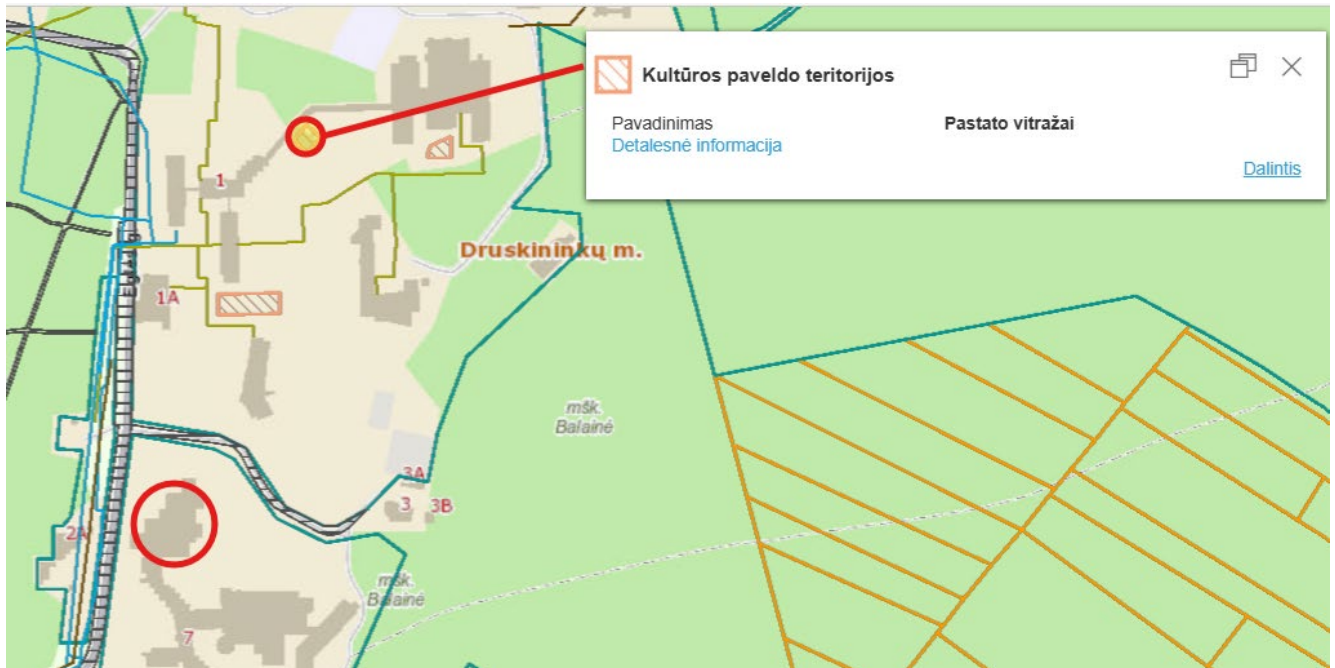 Kultūros paveldo teritorijos
Pavadinimas Pastato vitražai
Detalesnė informacija
Dalintis
1
Druskininkų m.
1A
mšk.
Balainė
3A
3
3B
2A
mšk.
Balainė
7